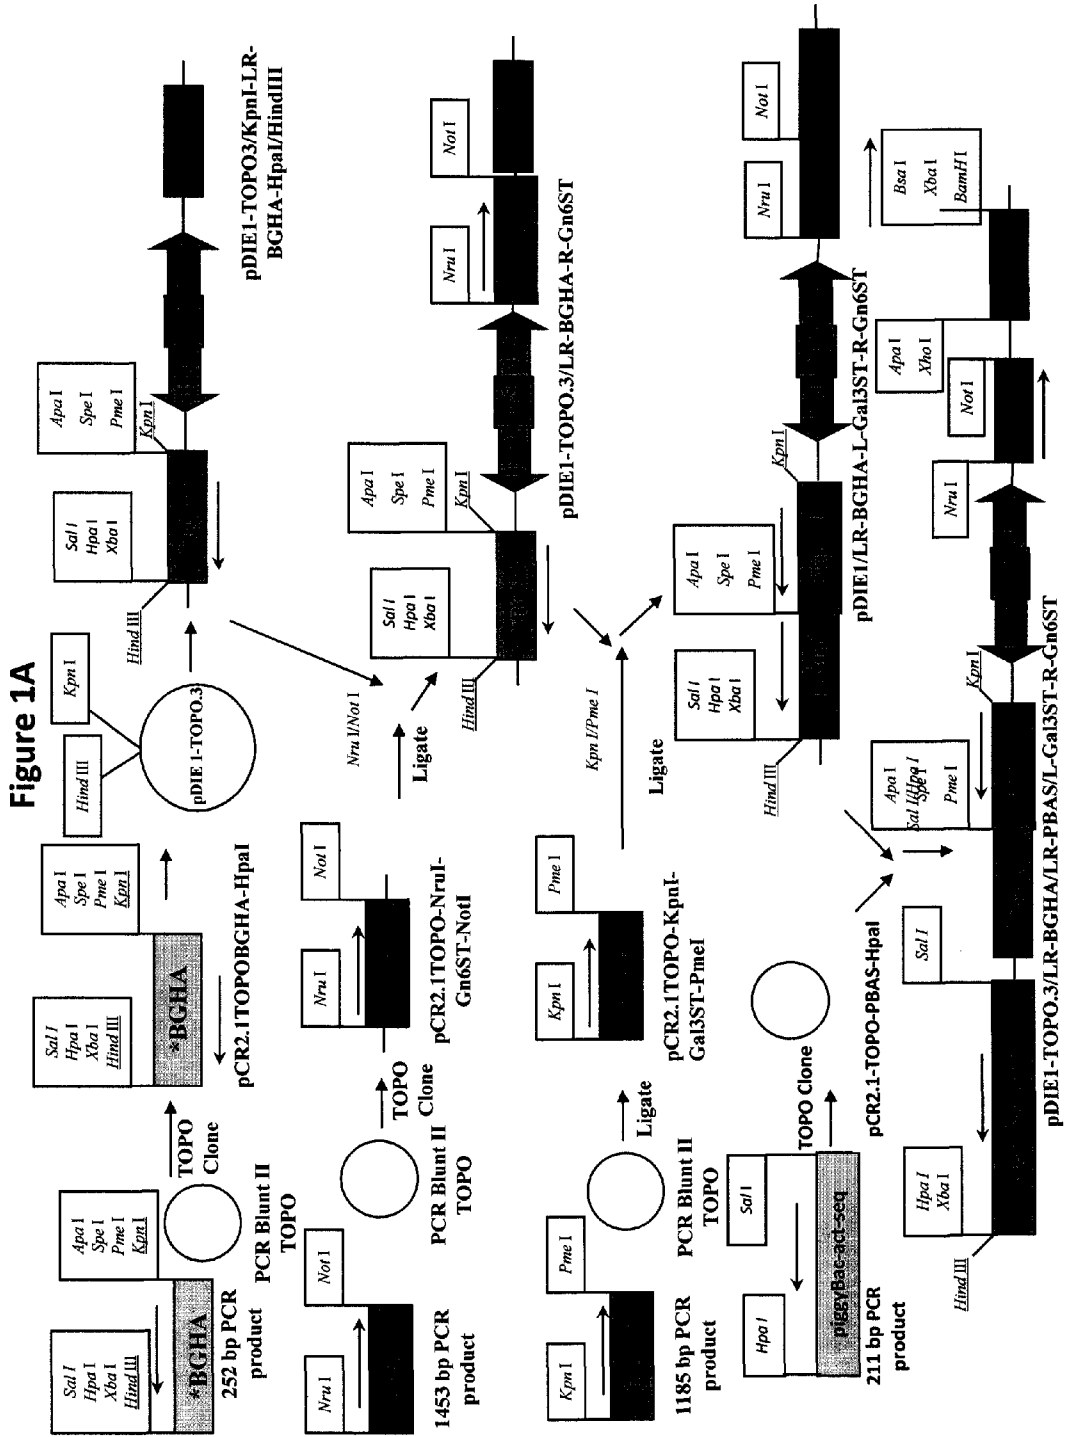 Figure 1A
Sal I
Hpa I
Xba I
Hind III
Apa I
Spe I
Pme I
Kpn I
*BGHA
252 bp PCR
product
PCR Blunt II
TOPO
TOPO
Clone
Sal I
Hpa I
Xba I
Hind III
Apa I
Spe I
Pme I
Kpn I
*BGHA
pCR2.1TOPOBGHA-HpaI
Hind III
Kpn I
pDIE 1-TOPO.3
Hind III
Sal I
Hpa I
Xba I
Apa I
Spe I
Pme I
Kpn I
pDIE1-TOPO3/KpnI-LR-
BGHA-HpaI/HindIII
Nru I
Not I
1453 bp PCR
product
PCR Blunt II
TOPO
TOPO
Clone
Nru I
Not I
pCR2.1TOPO-NruI-
Gn6ST-NotI
Nru I/Not I
Ligate
Hind III
Sal I
Hpa I
Xba I
Apa I
Spe I
Pme I
Kpn I
Nru I
Not I
pDIE1-TOPO.3/LR-BGHA-R-Gn6ST
Kpn I
Pme I
1185 bp PCR
product
PCR Blunt II
TOPO
Ligate
Kpn I
Pme I
pCR2.1TOPO-KpnI-
Gal3ST-PmeI
Kpn I/Pme I
Ligate
Hind III
Sal I
Hpa I
Xba I
Apa I
Spe I
Pme I
Kpn I
Nru I
Not I
pDIE1/LR-BGHA-L-Gal3ST-R-Gn6ST
Hpa I
Sal I
piggyBac-act-seq
211 bp PCR
product
TOPO Clone
pCR2.1-TOPO-PBAS-HpaI
Sal I/Hpa I
Hind III
Hpa I
Xba I
Sal I
Apa I
Spe I
Pme I
Kpn I
Nru I
Not I
Apa I
Xho I
Bsa I
Xba I
BamH I
pDIE1-TOPO.3/LR-BGHA/LR-PBAS/L-Gal3ST-R-Gn6ST